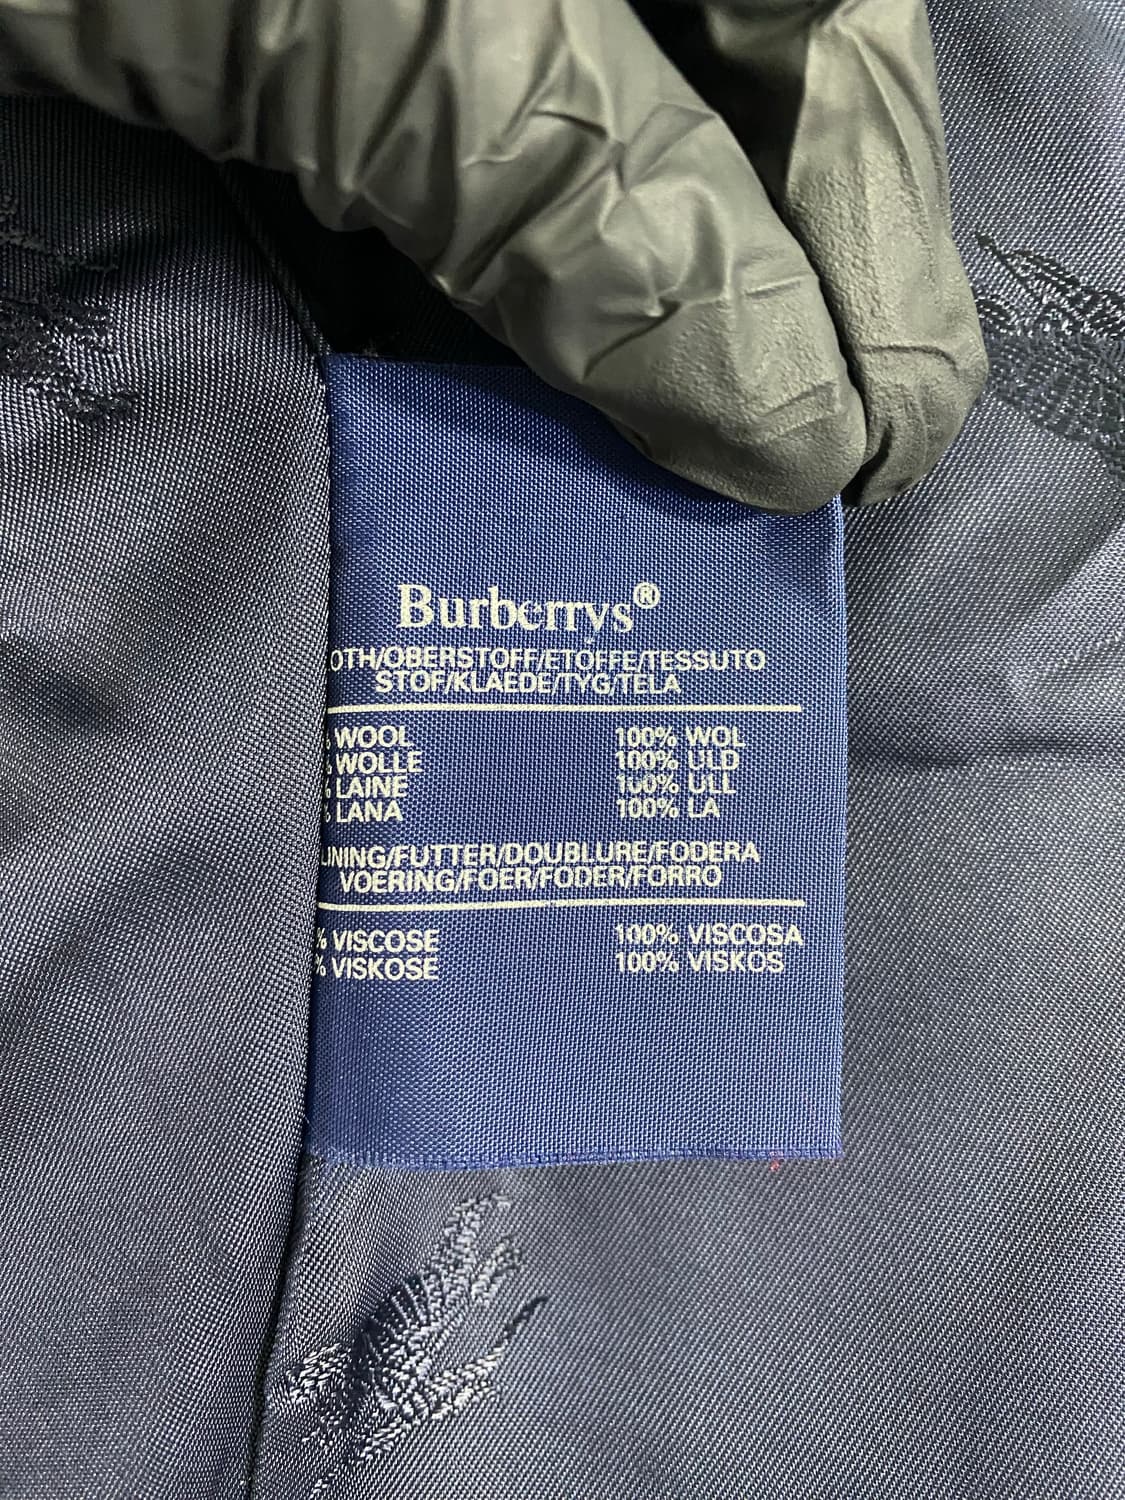 Burberrys®
OTH/OBERSTOFF/ETOFFE/TESSUTO
STOF/KLAEDE/TYG/TELA
% WOOL 100% WOL
% WOLLE 100% ULD
% LAINE 100% ULL
% LANA 100% LA
LINING/FUTTER/DOUBLURE/FODERA
VOERING/FOER/FODER/FORRO
% VISCOSE 100% VISCOSA
% VISKOSE 100% VISKOS